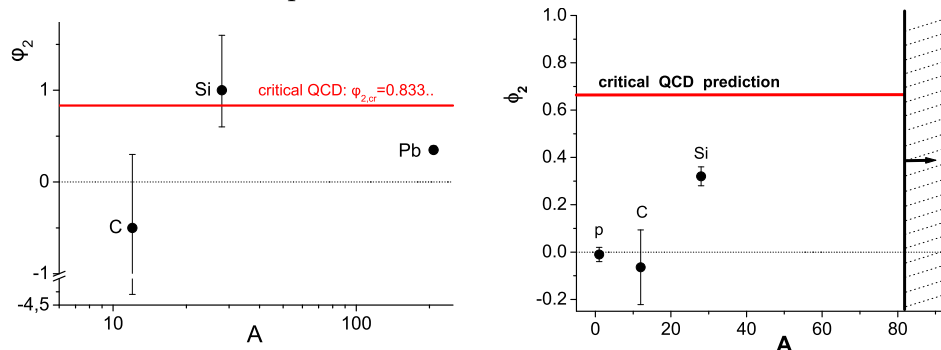 φ2
1
0
-1
-4,5
Si
C
Pb
critical QCD: φ2,cr=0.833..
10
100
A
ϕ2
1.0
0.8
0.6
0.4
0.2
0.0
-0.2
critical QCD prediction
p
C
Si
0
20
40
60
80
A